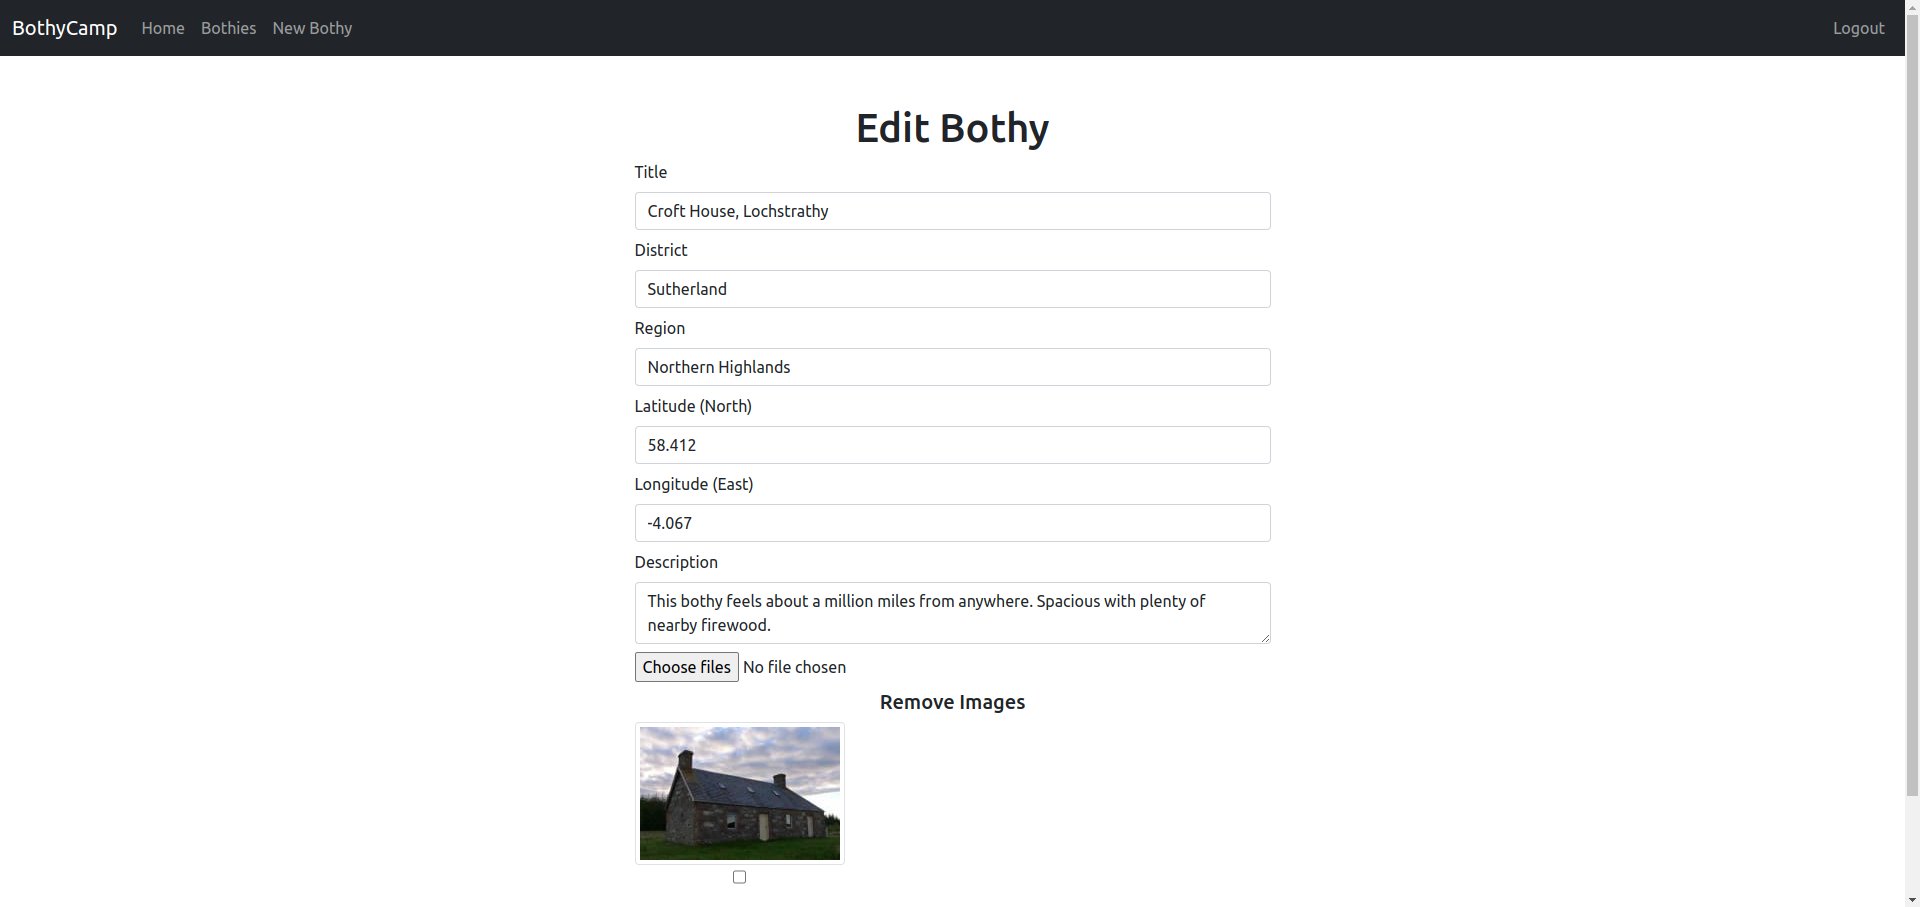 BothyCamp Home Bothies New Bothy Logout
Edit Bothy
Title
Croft House, Lochstrathy
District
Sutherland
Region
Northern Highlands
Latitude (North)
58.412
Longitude (East)
-4.067
Description
This bothy feels about a million miles from anywhere. Spacious with plenty of
nearby firewood.
Choose files No file chosen
Remove Images